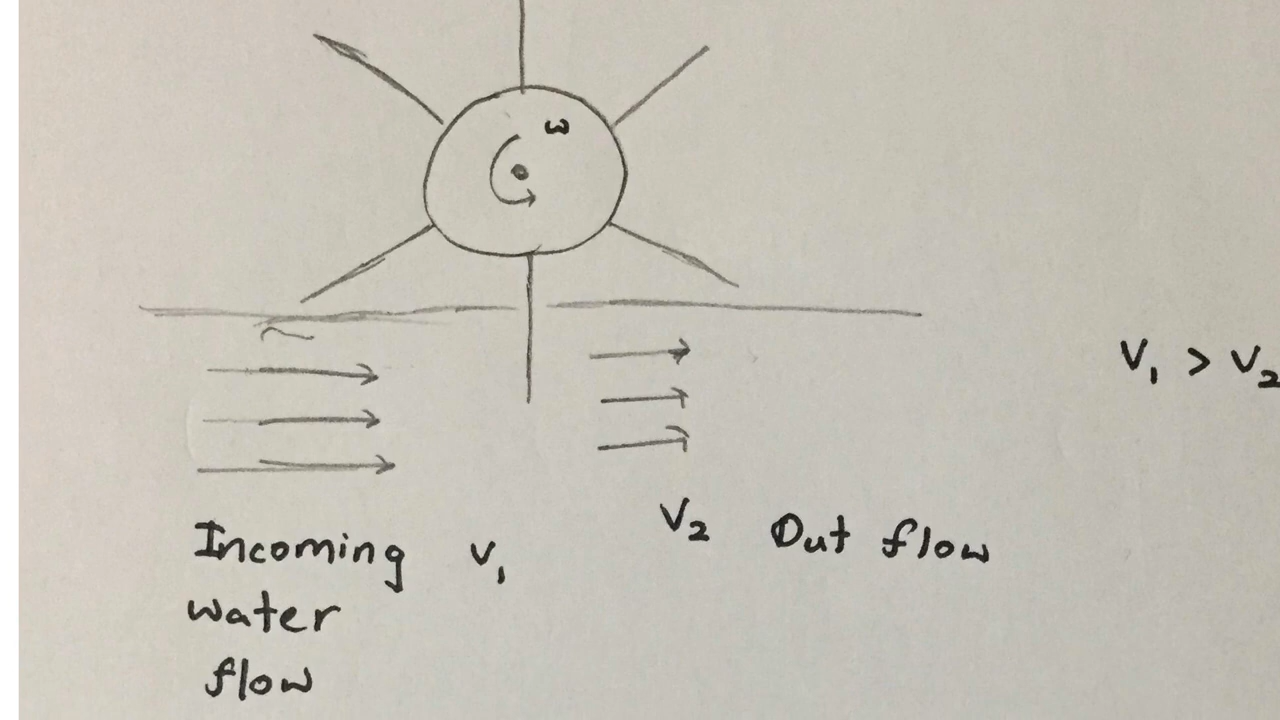 ω
V₁ > V₂
V₂ Out flow
Incoming V₁
water
flow